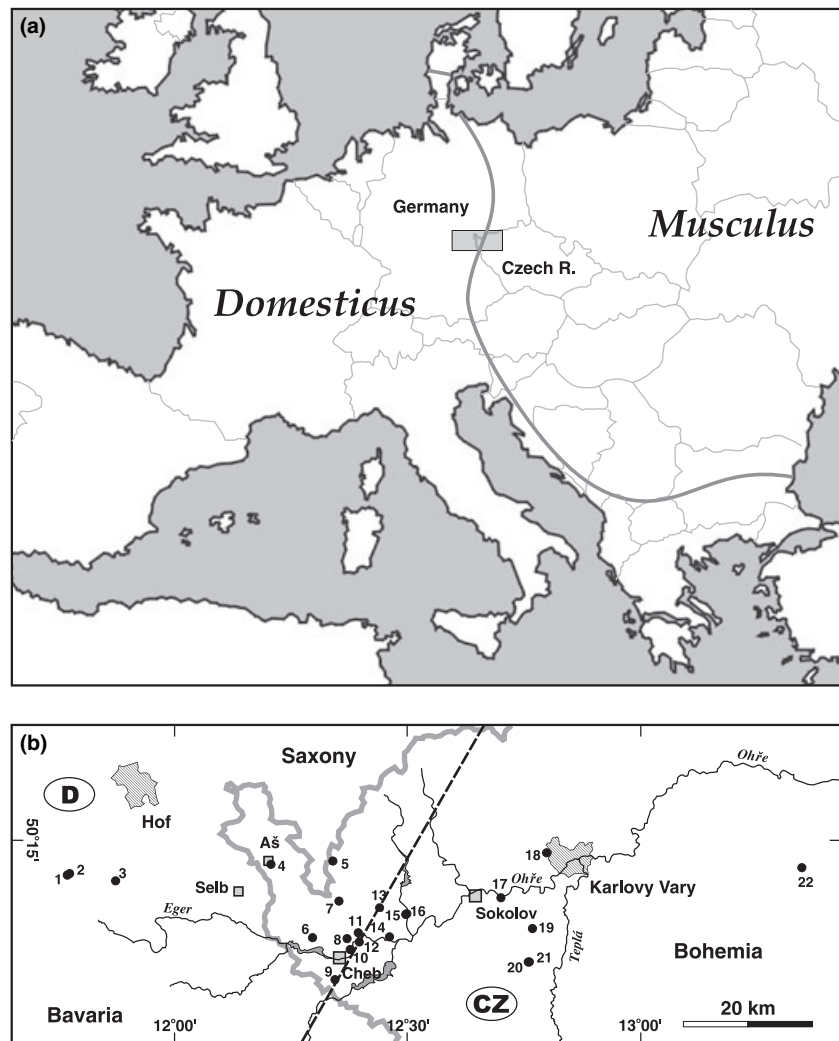 (a)
Germany
Musculus
Czech R.
Domesticus
(b)
Saxony
Ohře
D
Hof
50°15'
Aš
4
5
18
1 2
3
Selb
7
13
17
Ohře
Karlovy Vary
22
Eger
15
16
Sokolov
6
8
11
14
12
10
19
Teplá
9
Cheb
20
21
Bohemia
Bavaria
CZ
20 km
12°00'
12°30'
13°00'